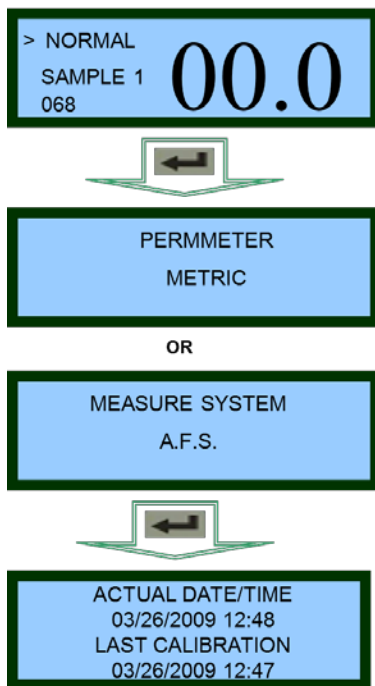 > NORMAL
SAMPLE 1
068
00.0
PERMMETER
METRIC
OR
MEASURE SYSTEM
A.F.S.
ACTUAL DATE/TIME
03/26/2009 12:48
LAST CALIBRATION
03/26/2009 12:47